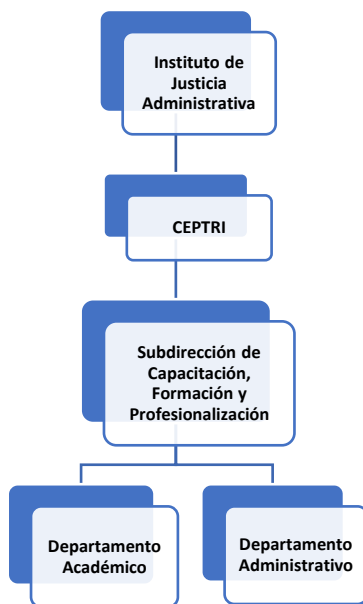 Instituto de
Justicia
Administrativa
CEPTRI
Subdirección de
Capacitación,
Formación y
Profesionalización
Departamento
Académico
Departamento
Administrativo